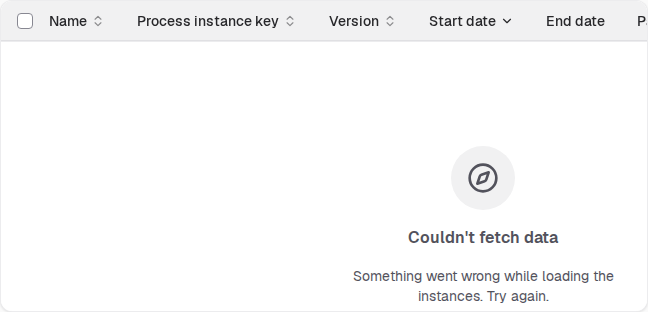 Name Process instance key Version Start date End date
Couldn't fetch data
Something went wrong while loading the
instances. Try again.